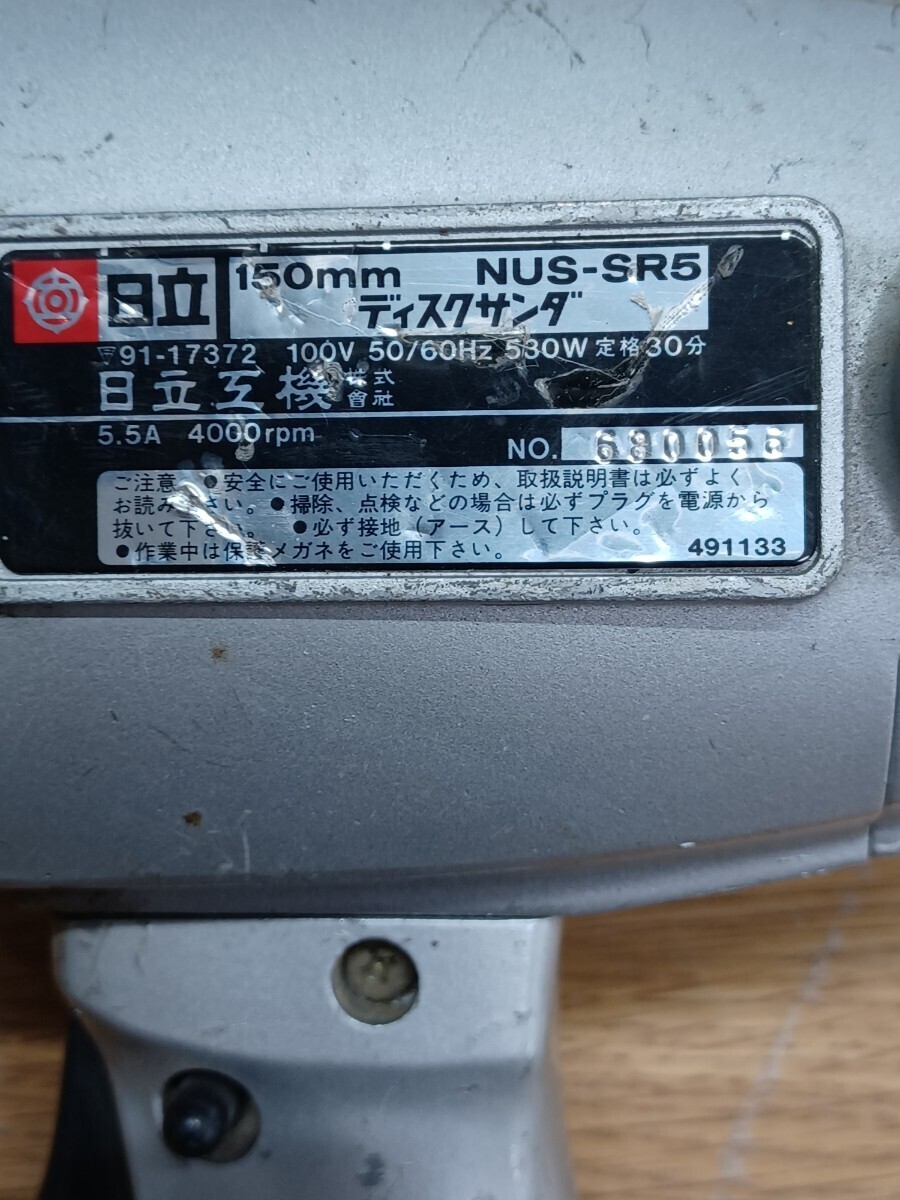 日立 150mm NUS-SR5
ディスクサンダ
91-17372 100V 50/60Hz 530W 定格30分
日立工機 株式會社
5.5A 4000rpm NO. 680055
ご注意 ●安全にご使用いただくため、取扱説明書は必ずよく
お読み下さい。●掃除、点検などの場合は必ずプラグを電源から
抜いて下さい。 ●必ず接地（アース）して下さい。
●作業中は保護メガネをご使用下さい。 491133